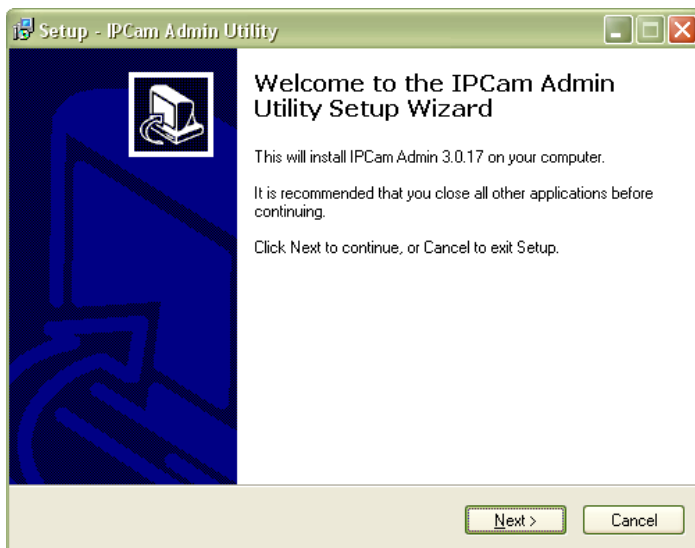 Setup - IPCam Admin Utility
Welcome to the IPCam Admin
Utility Setup Wizard
This will install IPCam Admin 3.0.17 on your computer.
It is recommended that you close all other applications before
continuing.
Click Next to continue, or Cancel to exit Setup.
Next >
Cancel